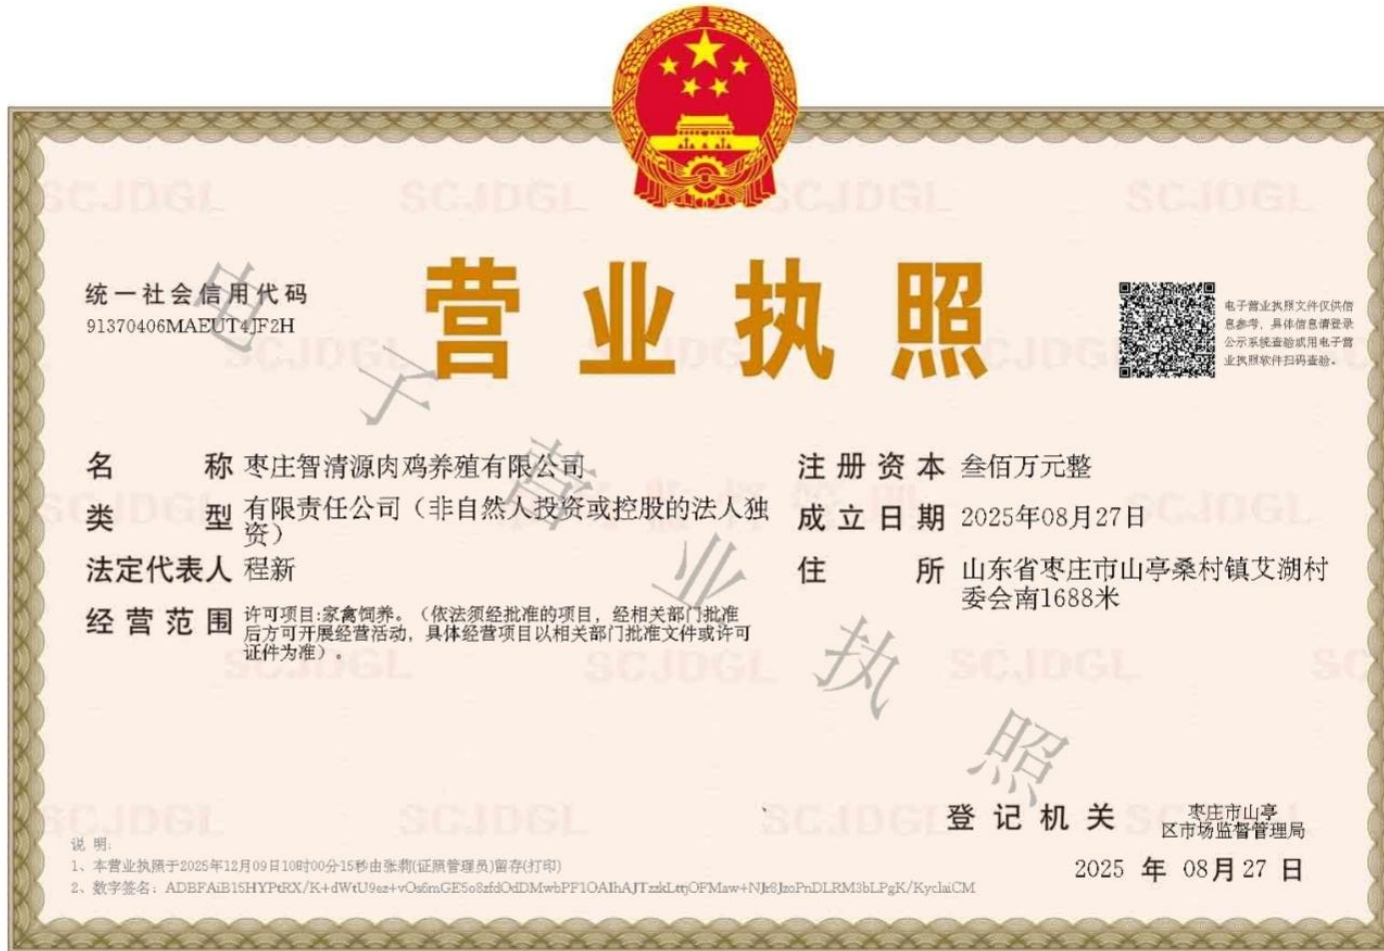 统一社会信用代码
91370406MAEUT4JF2H
营业执照
电子营业执照文件仅供信
息参考，具体信息请登录
公示系统查验或用电子营
业执照软件扫码查验。
名称 枣庄智清源肉鸡养殖有限公司
类型 有限责任公司（非自然人投资或控股的法人独
资）
法定代表人 程新
经营范围 许可项目:家禽饲养。（依法须经批准的项目，经相关部门批准
后方可开展经营活动，具体经营项目以相关部门批准文件或许可
证件为准）。
注册资本 叁佰万元整
成立日期 2025年08月27日
住所 山东省枣庄市山亭桑村镇艾湖村
委会南1688米
电子营业执照
SCJDGL
登记机关 枣庄市山亭
区市场监督管理局
2025 年 08月27 日
说 明:
1、本营业执照于2025年12月09日10时00分15秒由张莉(证照管理员)留存(打印)
2、数字签名：